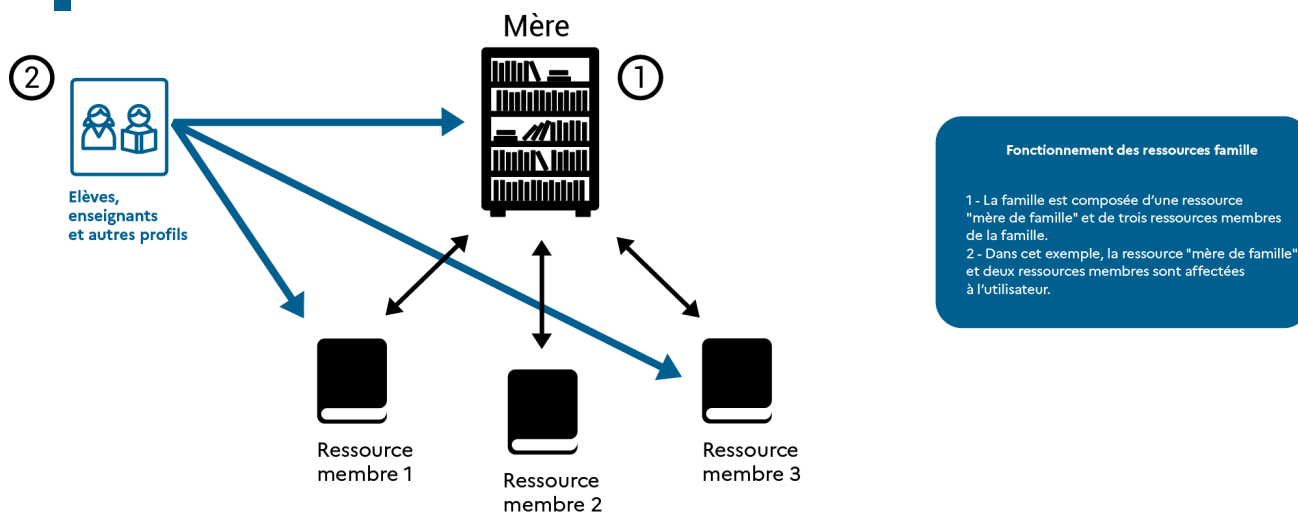 Mère
2
1
Elèves,
enseignants
et autres profils
Ressource
membre 1
Ressource
membre 2
Ressource
membre 3
Fonctionnement des ressources famille
1 - La famille est composée d'une ressource
"mère de famille" et de trois ressources membres
de la famille.
2 - Dans cet exemple, la ressource "mère de famille"
et deux ressources membres sont affectées
à l'utilisateur.